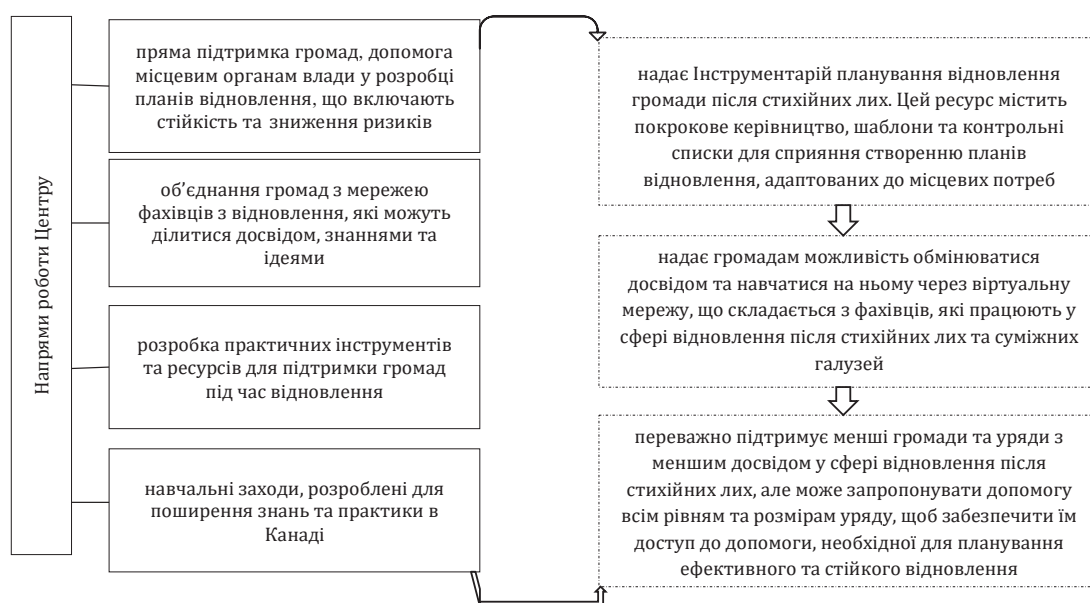 Напрями роботи Центру
пряма підтримка громад, допомога
місцевим органам влади у розробці
планів відновлення, що включають
стійкість та зниження ризиків
об’єднання громад з мережею
фахівців з відновлення, які можуть
ділитися досвідом, знаннями та
ідеями
розробка практичних інструментів
та ресурсів для підтримки громад
під час відновлення
навчальні заходи, розроблені для
поширення знань та практики в
Канаді
надає Інструментарій планування відновлення
громади після стихійних лих. Цей ресурс містить
покрокове керівництво, шаблони та контрольні
списки для сприяння створенню планів
відновлення, адаптованих до місцевих потреб
надає громадам можливість обмінюватися
досвідом та навчатися на ньому через віртуальну
мережу, що складається з фахівців, які працюють у
сфері відновлення після стихійних лих та суміжних
галузей
переважно підтримує менші громади та уряди з
меншим досвідом у сфері відновлення після
стихійних лих, але може запропонувати допомогу
всім рівням та розмірам уряду, щоб забезпечити їм
доступ до допомоги, необхідної для планування
ефективного та стійкого відновлення